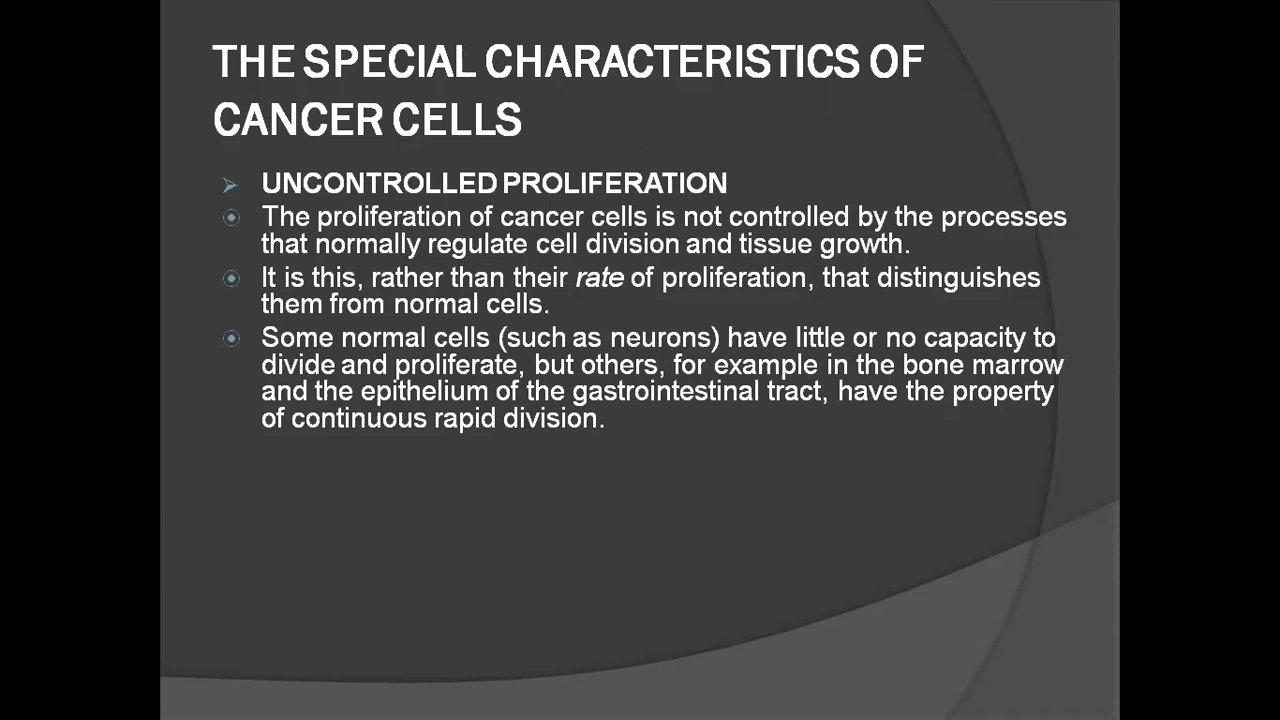 THE SPECIAL CHARACTERISTICS OF
CANCER CELLS
UNCONTROLLED PROLIFERATION
The proliferation of cancer cells is not controlled by the processes
that normally regulate cell division and tissue growth.
It is this, rather than their rate of proliferation, that distinguishes
them from normal cells.
Some normal cells (such as neurons) have little or no capacity to
divide and proliferate, but others, for example in the bone marrow
and the epithelium of the gastrointestinal tract, have the property
of continuous rapid division.